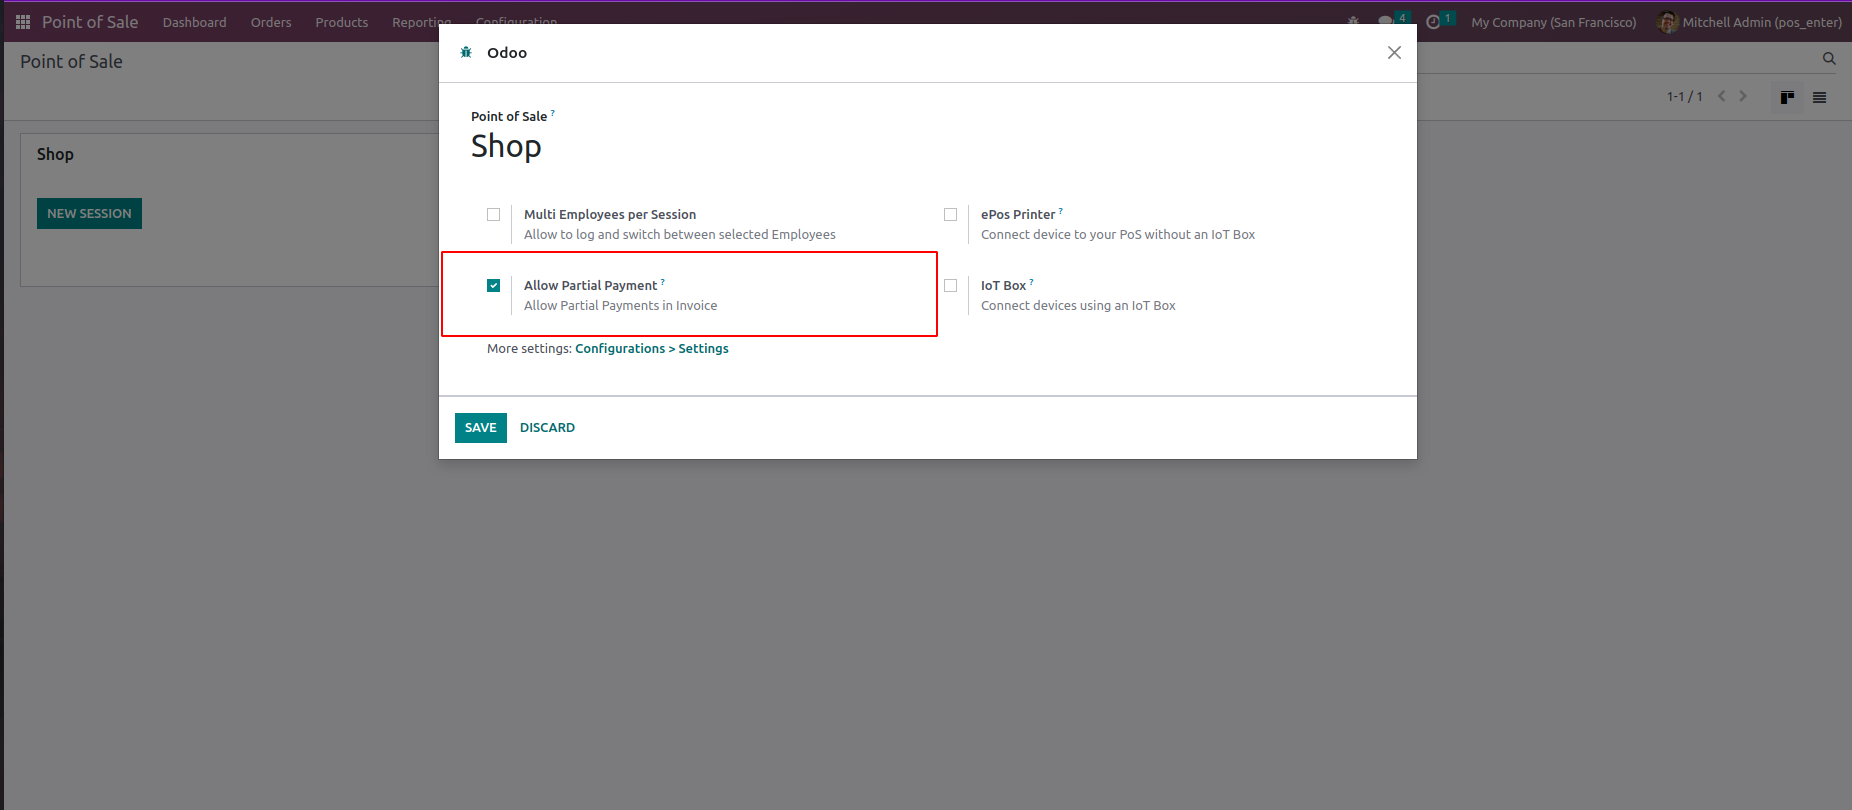 Point of Sale Dashboard Orders Products Reporting Configuration 4 1 My Company (San Francisco) Mitchell Admin (pos_enter)
Point of Sale
1-1 / 1
Shop
NEW SESSION
Odoo
Point of Sale ?
Shop
Multi Employees per Session
Allow to log and switch between selected Employees
ePos Printer ?
Connect device to your PoS without an IoT Box
Allow Partial Payment ?
Allow Partial Payments in Invoice
IoT Box ?
Connect devices using an IoT Box
More settings: Configurations > Settings
SAVE DISCARD